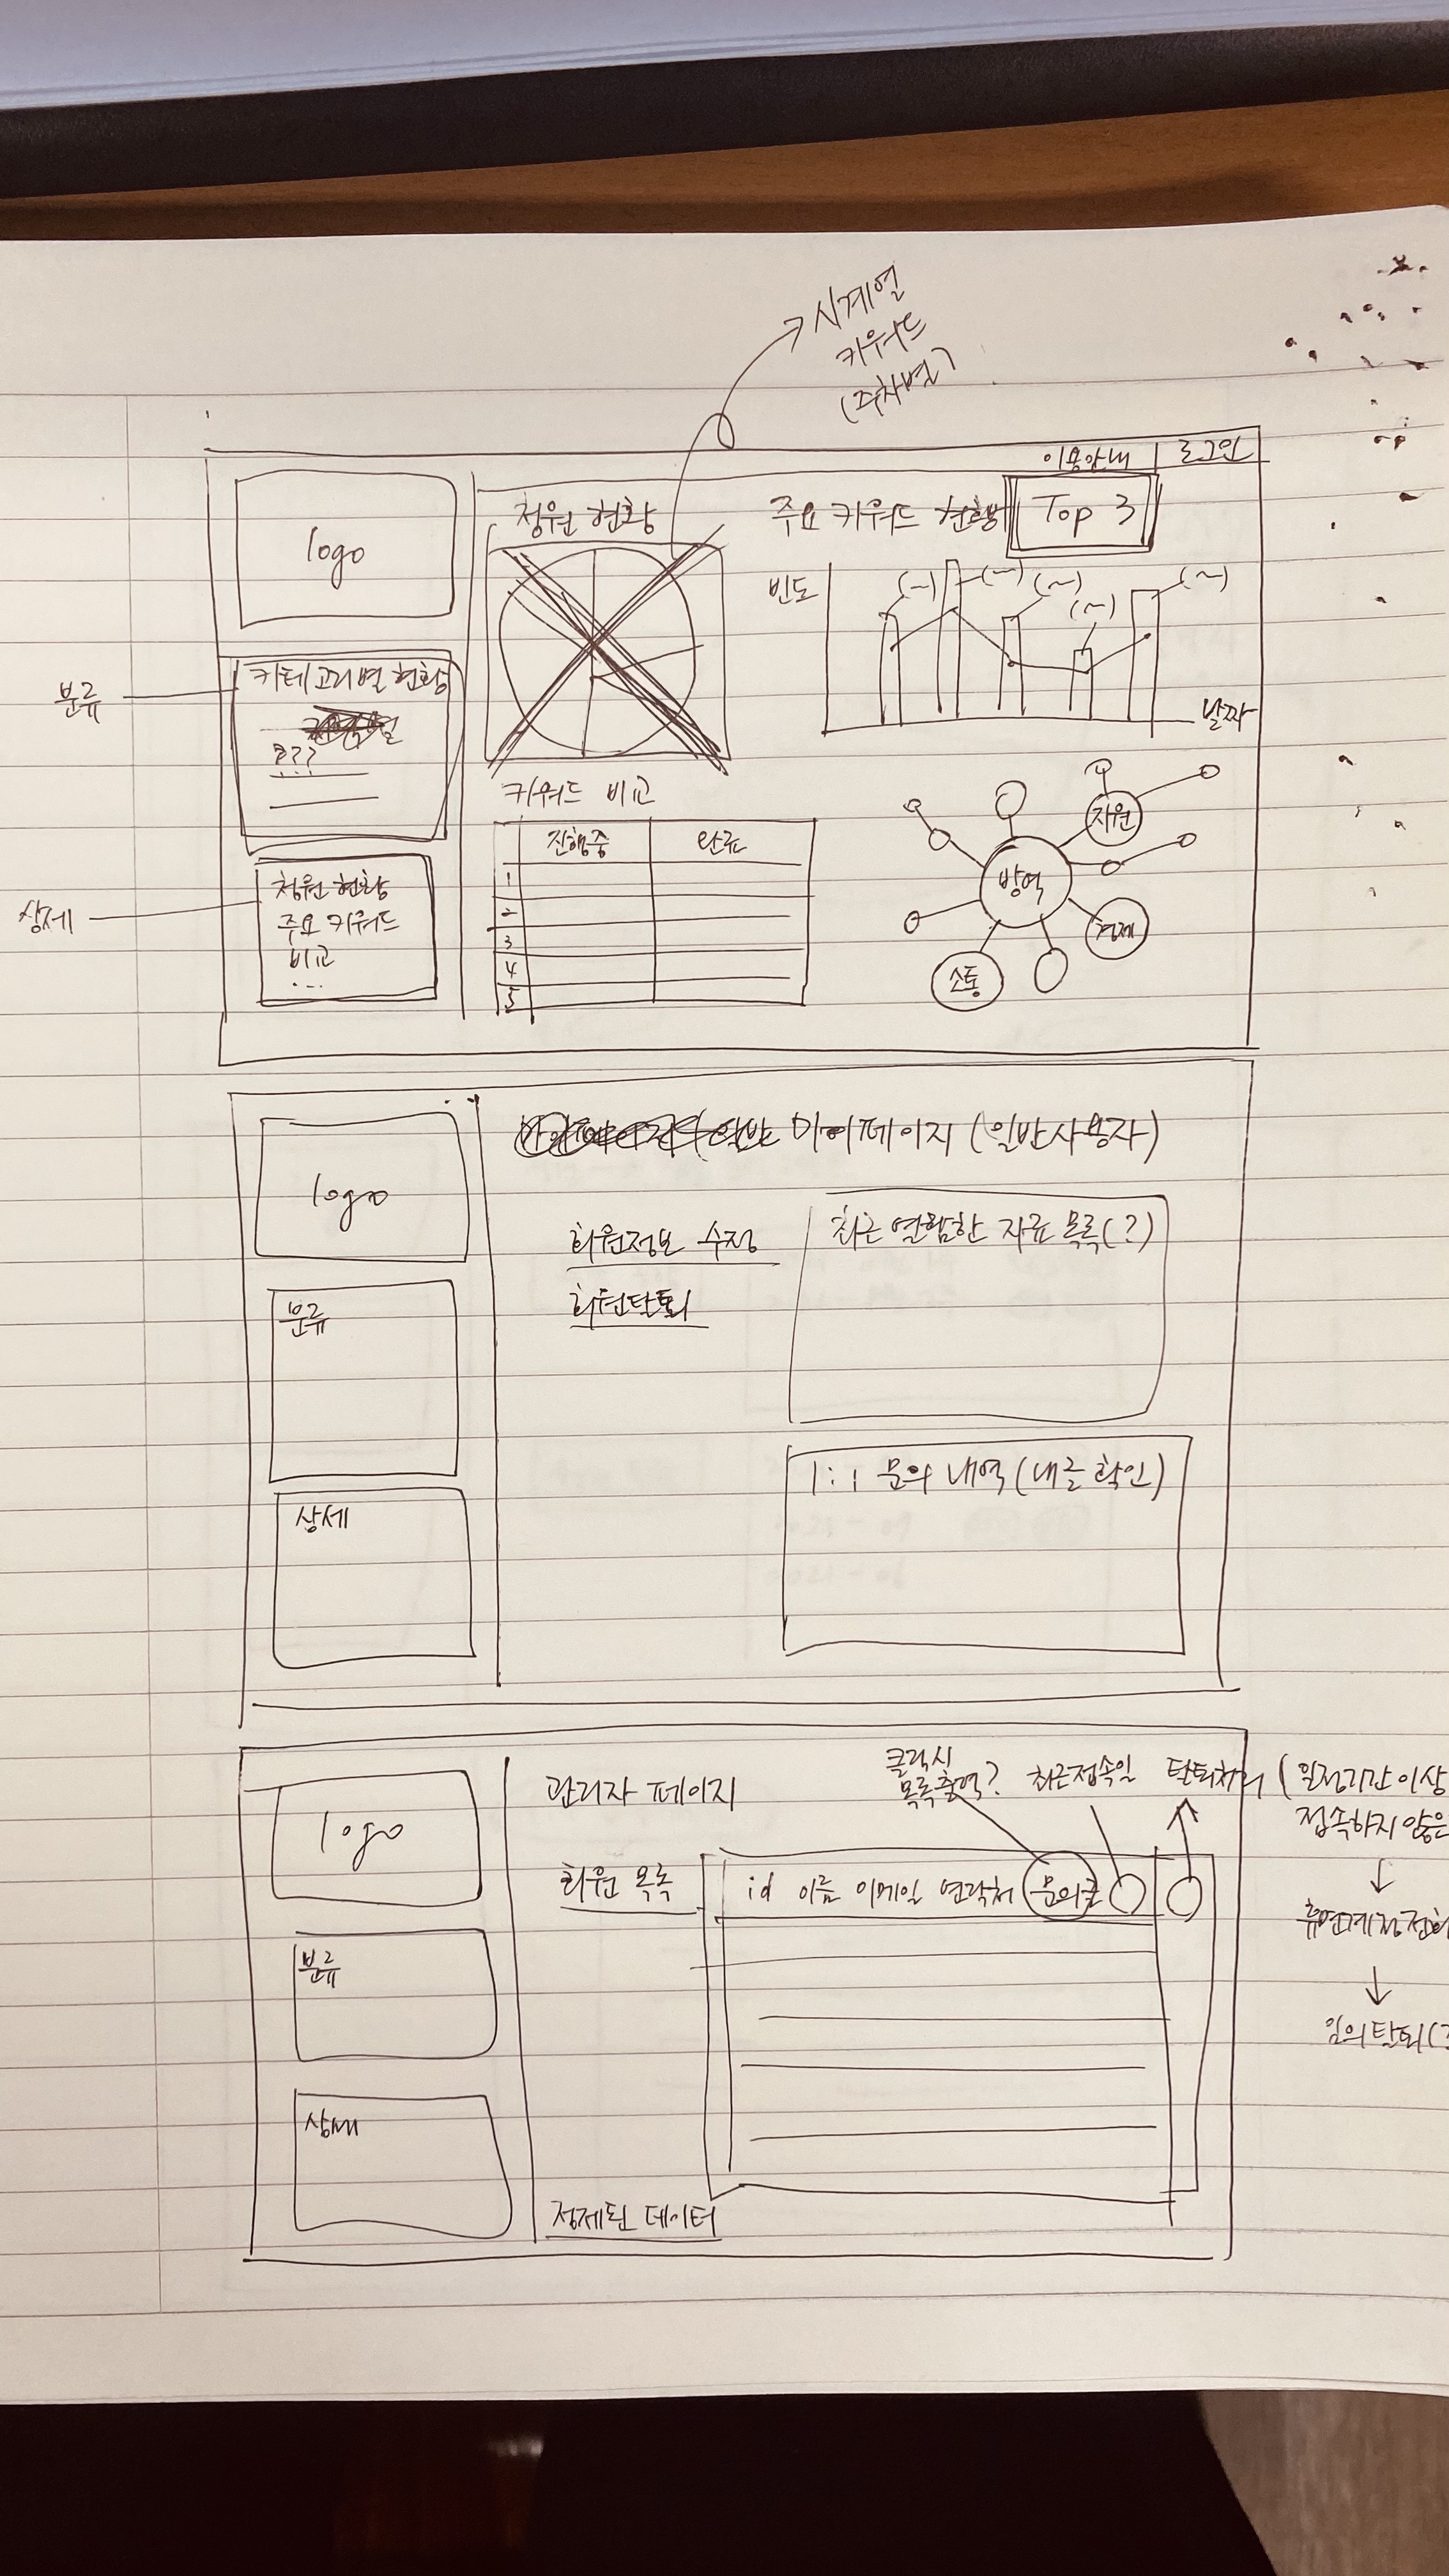 시계열
키워드
(주차별)
이용안내 | 로그인
logo
청원 현황
주요 키워드 현황
Top 3
분류
카테고리별 현황
???
빈도
(~) (~) (~) (~) (~)
날짜
키워드 비교
진행중 완료
1
2
3
4
5
상세
청원 현황
주요 키워드
비교
...
방역
지원
경제
소통
logo
마이페이지 (일반사용자)
회원정보 수정
회원탈퇴
최근 열람한 자료 목록(?)
분류
상세
1:1 문의 내역 (댓글 확인)
logo
관리자 페이지
클릭시
목록출력?
최근접속일
탈퇴처리 (일정기간 이상
접속하지 않은
↓
휴면계정전환
↓
임의탈퇴(?
회원 목록
id 이름 이메일 연락처 문의글
분류
상세
정제된 데이터